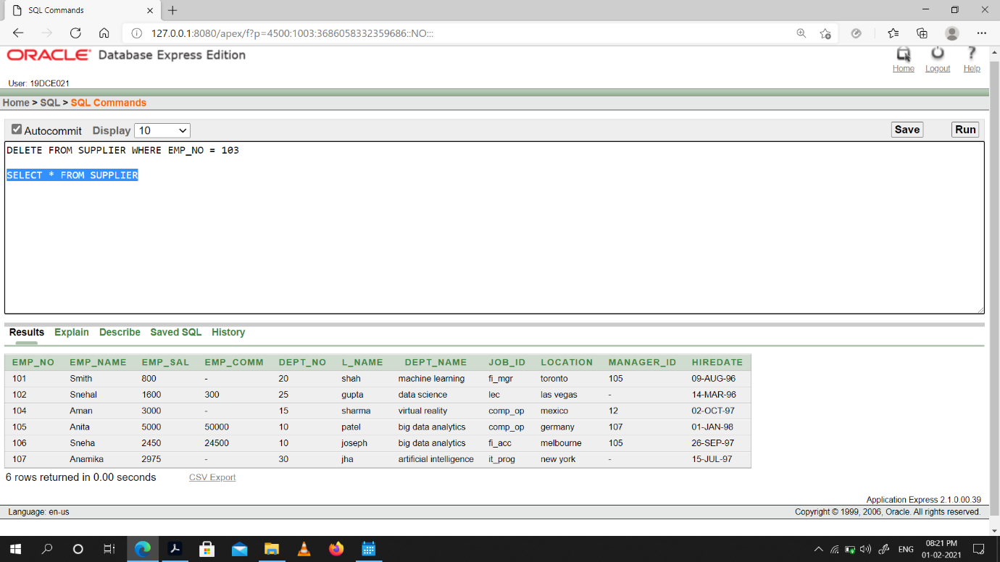 SQL Commands
127.0.0.1:8080/apex/f?p=4500:1003:3686058332359686::NO:::
ORACLE Database Express Edition
Home Logout Help
User: 19DCE021
Home > SQL > SQL Commands
Autocommit Display 10 Save Run
DELETE FROM SUPPLIER WHERE EMP_NO = 103
SELECT * FROM SUPPLIER
Results Explain Describe Saved SQL History
EMP_NO EMP_NAME EMP_SAL EMP_COMM DEPT_NO L_NAME DEPT_NAME JOB_ID LOCATION MANAGER_ID HIREDATE
101 Smith 800 - 20 shah machine learning fi_mgr toronto 105 09-AUG-96
102 Snehal 1600 300 25 gupta data science lec las vegas - 14-MAR-96
104 Aman 3000 - 15 sharma virtual reality comp_op mexico 12 02-OCT-97
105 Anita 5000 50000 10 patel big data analytics comp_op germany 107 01-JAN-98
106 Sneha 2450 24500 10 joseph big data analytics fi_acc melbourne 105 26-SEP-97
107 Anamika 2975 - 30 jha artificial intelligence it_prog new york - 15-JUL-97
6 rows returned in 0.00 seconds CSV Export
Application Express 2.1.0.00.39
Language: en-us Copyright © 1999, 2006, Oracle. All rights reserved.
ENG 08:21 PM
01-02-2021